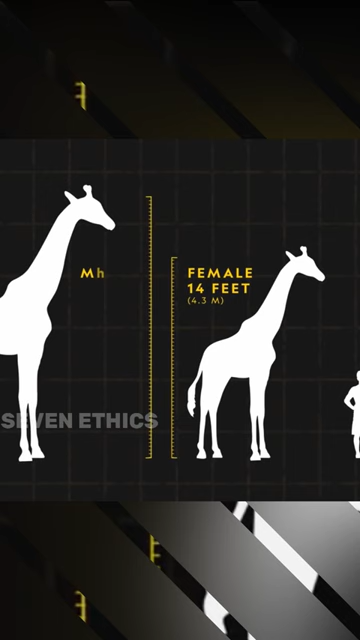 Mh
FEMALE
14 FEET
(4.3 M)
SEVEN ETHICS